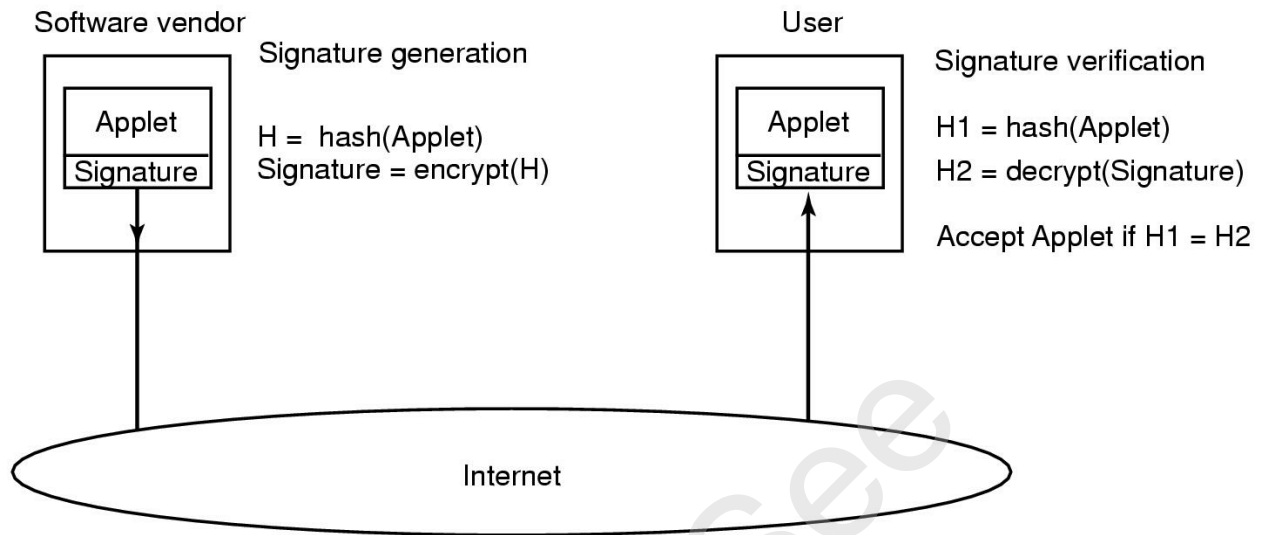 Software vendor
Signature generation
Applet
Signature
H = hash(Applet)
Signature = encrypt(H)
User
Signature verification
Applet
Signature
H1 = hash(Applet)
H2 = decrypt(Signature)
Accept Applet if H1 = H2
Internet